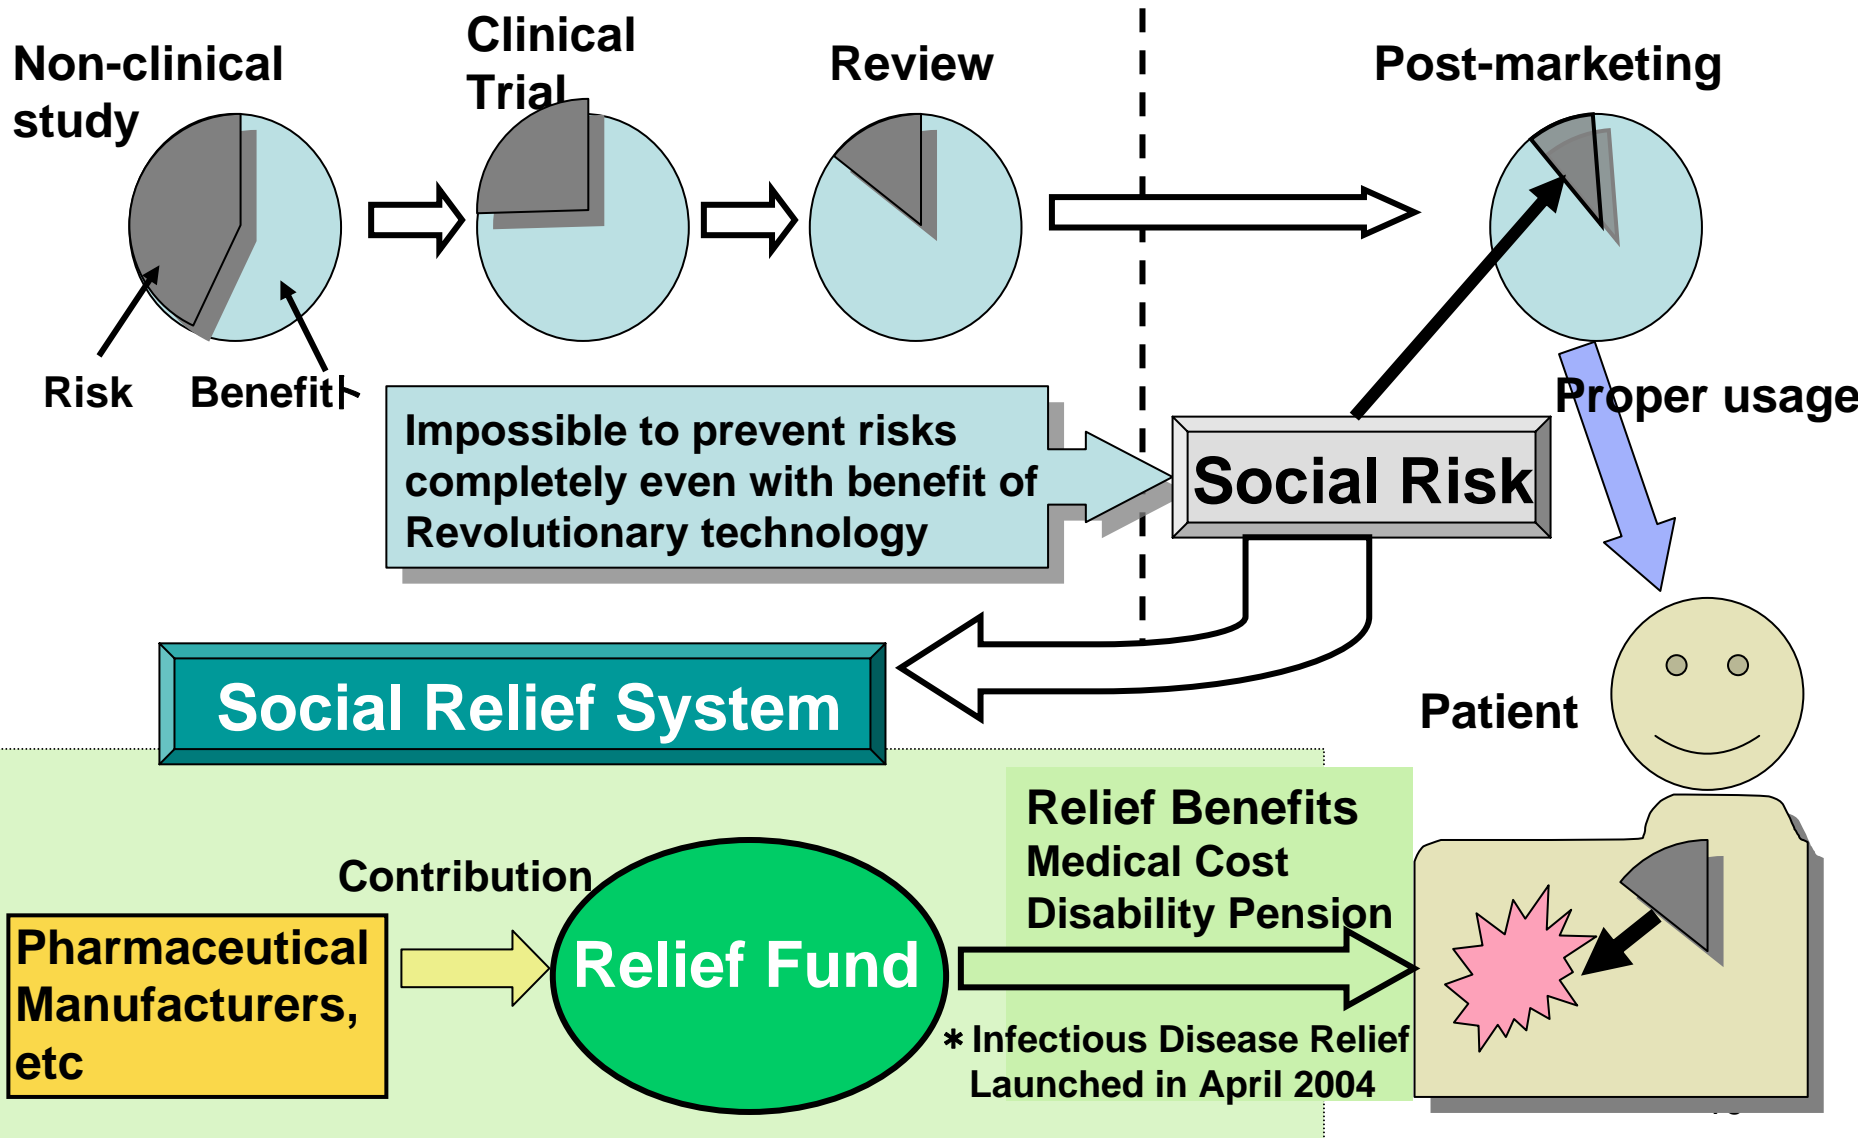 Non-clinical
study
Clinical
Trial
Review
Post-marketing
Risk
Benefit
Impossible to prevent risks
completely even with benefit of
Revolutionary technology
Social Risk
Proper usage
Social Relief System
Patient
Relief Benefits
Medical Cost
Disability Pension
Contribution
Pharmaceutical
Manufacturers,
etc
Relief Fund
* Infectious Disease Relief
Launched in April 2004